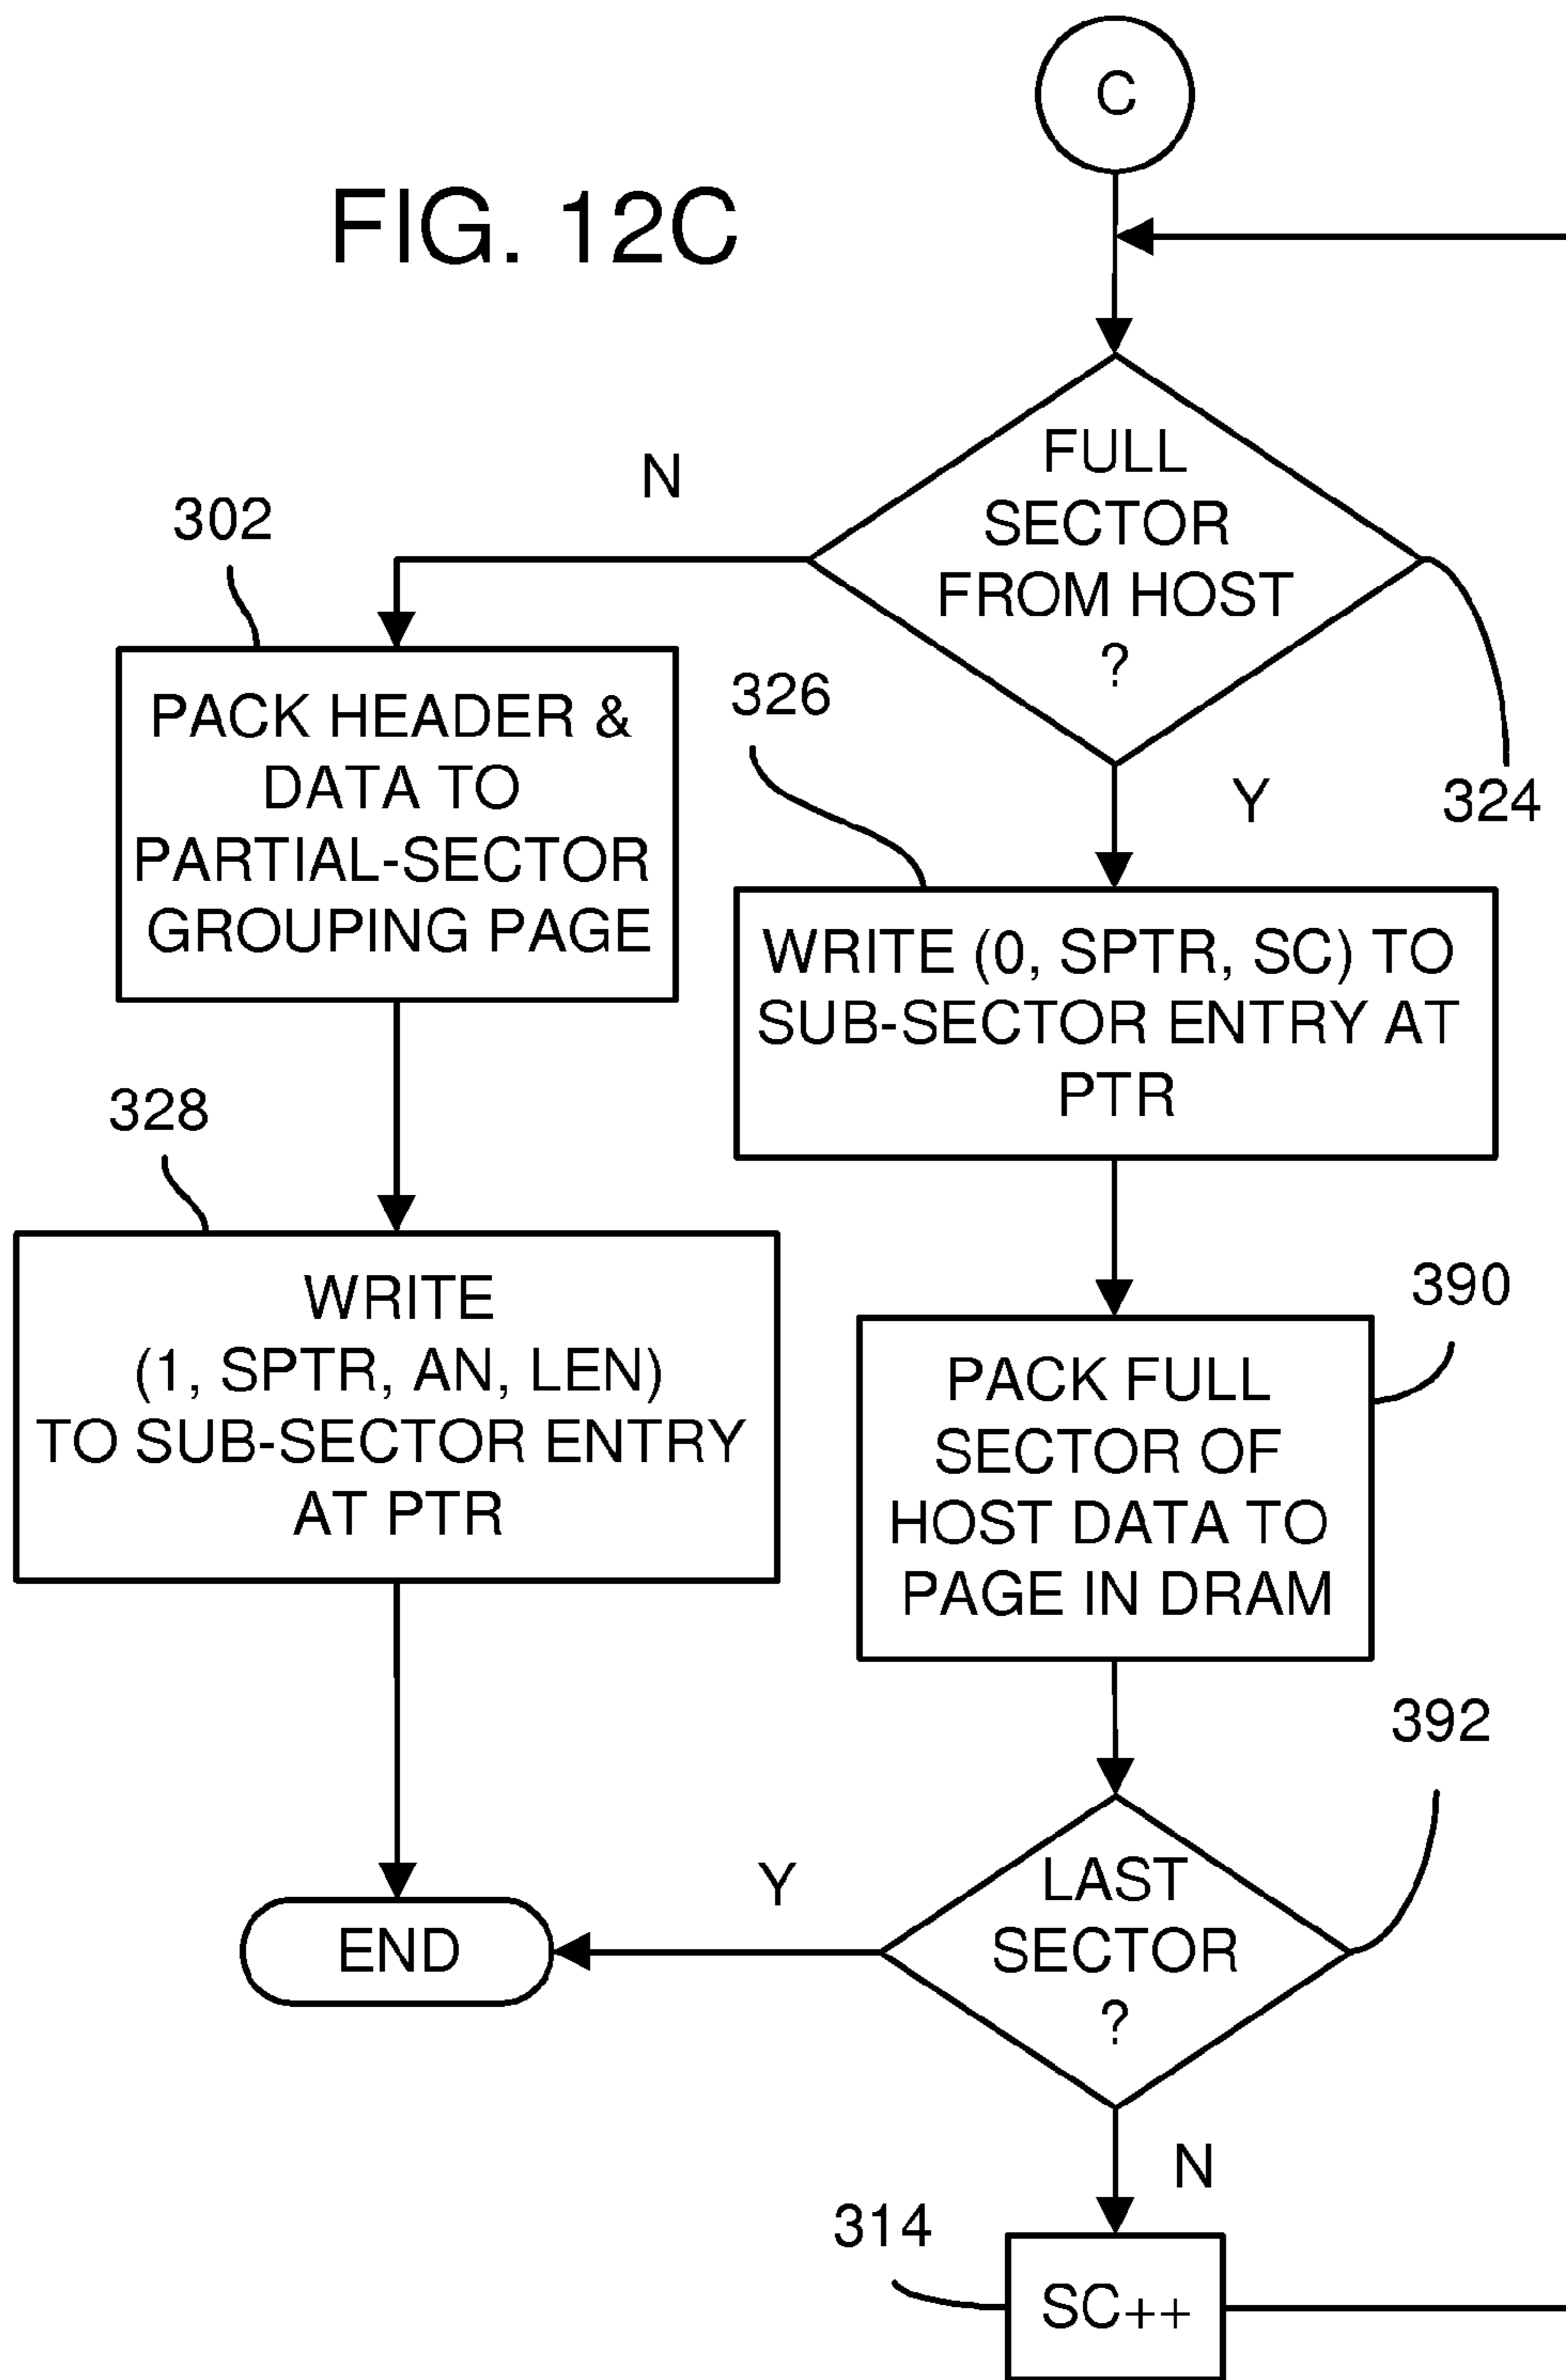 C
FIG. 12C
FULL
SECTOR
FROM HOST
?
N
Y
324
302
PACK HEADER &
DATA TO
PARTIAL-SECTOR
GROUPING PAGE
326
WRITE (0, SPTR, SC) TO
SUB-SECTOR ENTRY AT
PTR
328
WRITE
(1, SPTR, AN, LEN)
TO SUB-SECTOR ENTRY
AT PTR
390
PACK FULL
SECTOR OF
HOST DATA TO
PAGE IN DRAM
392
LAST
SECTOR
?
Y
END
N
314
SC++